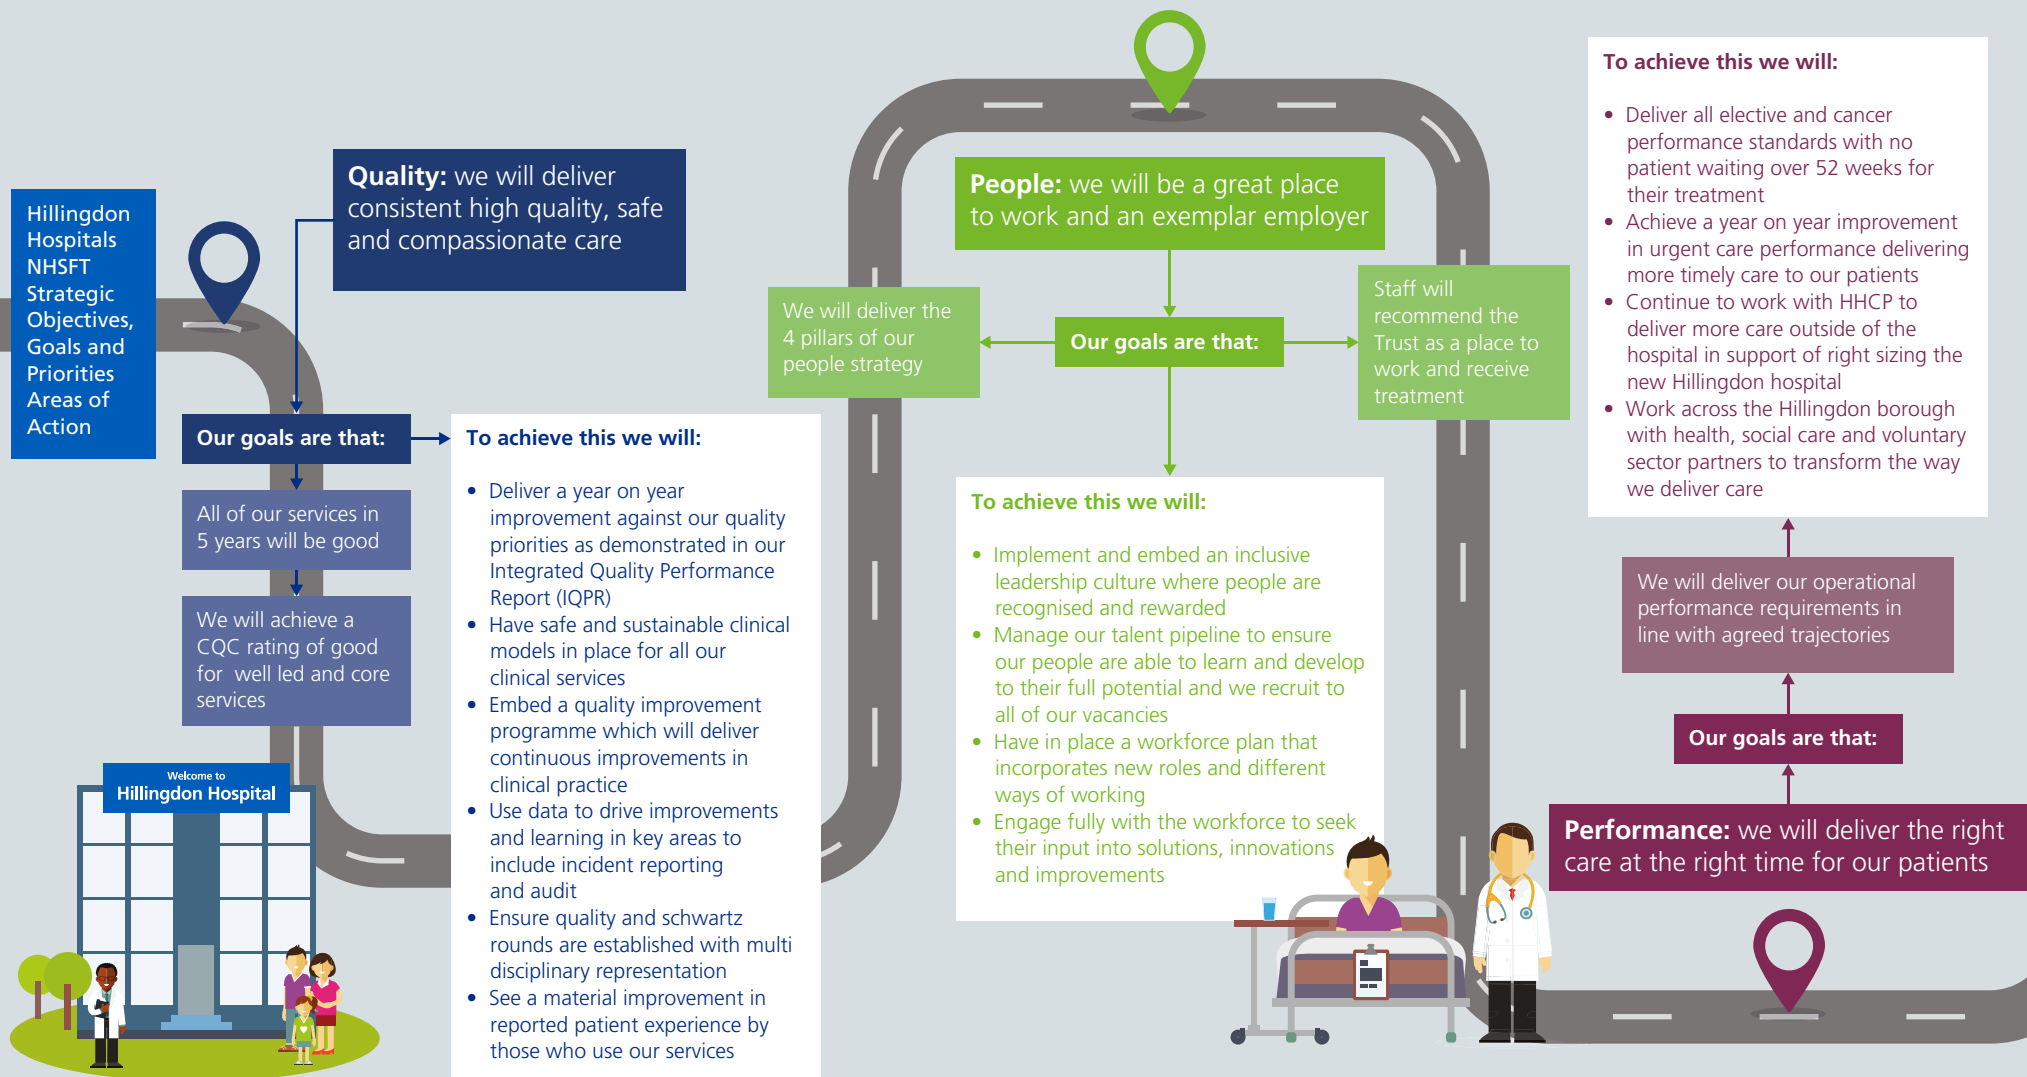 Hillingdon
Hospitals
NHSFT
Strategic
Objectives,
Goals and
Priorities
Areas of
Action
Quality: we will deliver
consistent high quality, safe
and compassionate care
Our goals are that:
All of our services in
5 years will be good
We will achieve a
CQC rating of good
for well led and core
services
To achieve this we will:
• Deliver a year on year
improvement against our quality
priorities as demonstrated in our
Integrated Quality Performance
Report (IQPR)
• Have safe and sustainable clinical
models in place for all our
clinical services
• Embed a quality improvement
programme which will deliver
continuous improvements in
clinical practice
• Use data to drive improvements
and learning in key areas to
include incident reporting
and audit
• Ensure quality and schwartz
rounds are established with multi
disciplinary representation
• See a material improvement in
reported patient experience by
those who use our services
Welcome to
Hillingdon Hospital
People: we will be a great place
to work and an exemplar employer
We will deliver the
4 pillars of our
people strategy
Our goals are that:
Staff will
recommend the
Trust as a place to
work and receive
treatment
To achieve this we will:
• Implement and embed an inclusive
leadership culture where people are
recognised and rewarded
• Manage our talent pipeline to ensure
our people are able to learn and develop
to their full potential and we recruit to
all of our vacancies
• Have in place a workforce plan that
incorporates new roles and different
ways of working
• Engage fully with the workforce to seek
their input into solutions, innovations
and improvements
To achieve this we will:
• Deliver all elective and cancer
performance standards with no
patient waiting over 52 weeks for
their treatment
• Achieve a year on year improvement
in urgent care performance delivering
more timely care to our patients
• Continue to work with HHCP to
deliver more care outside of the
hospital in support of right sizing the
new Hillingdon hospital
• Work across the Hillingdon borough
with health, social care and voluntary
sector partners to transform the way
we deliver care
We will deliver our operational
performance requirements in
line with agreed trajectories
Our goals are that:
Performance: we will deliver the right
care at the right time for our patients